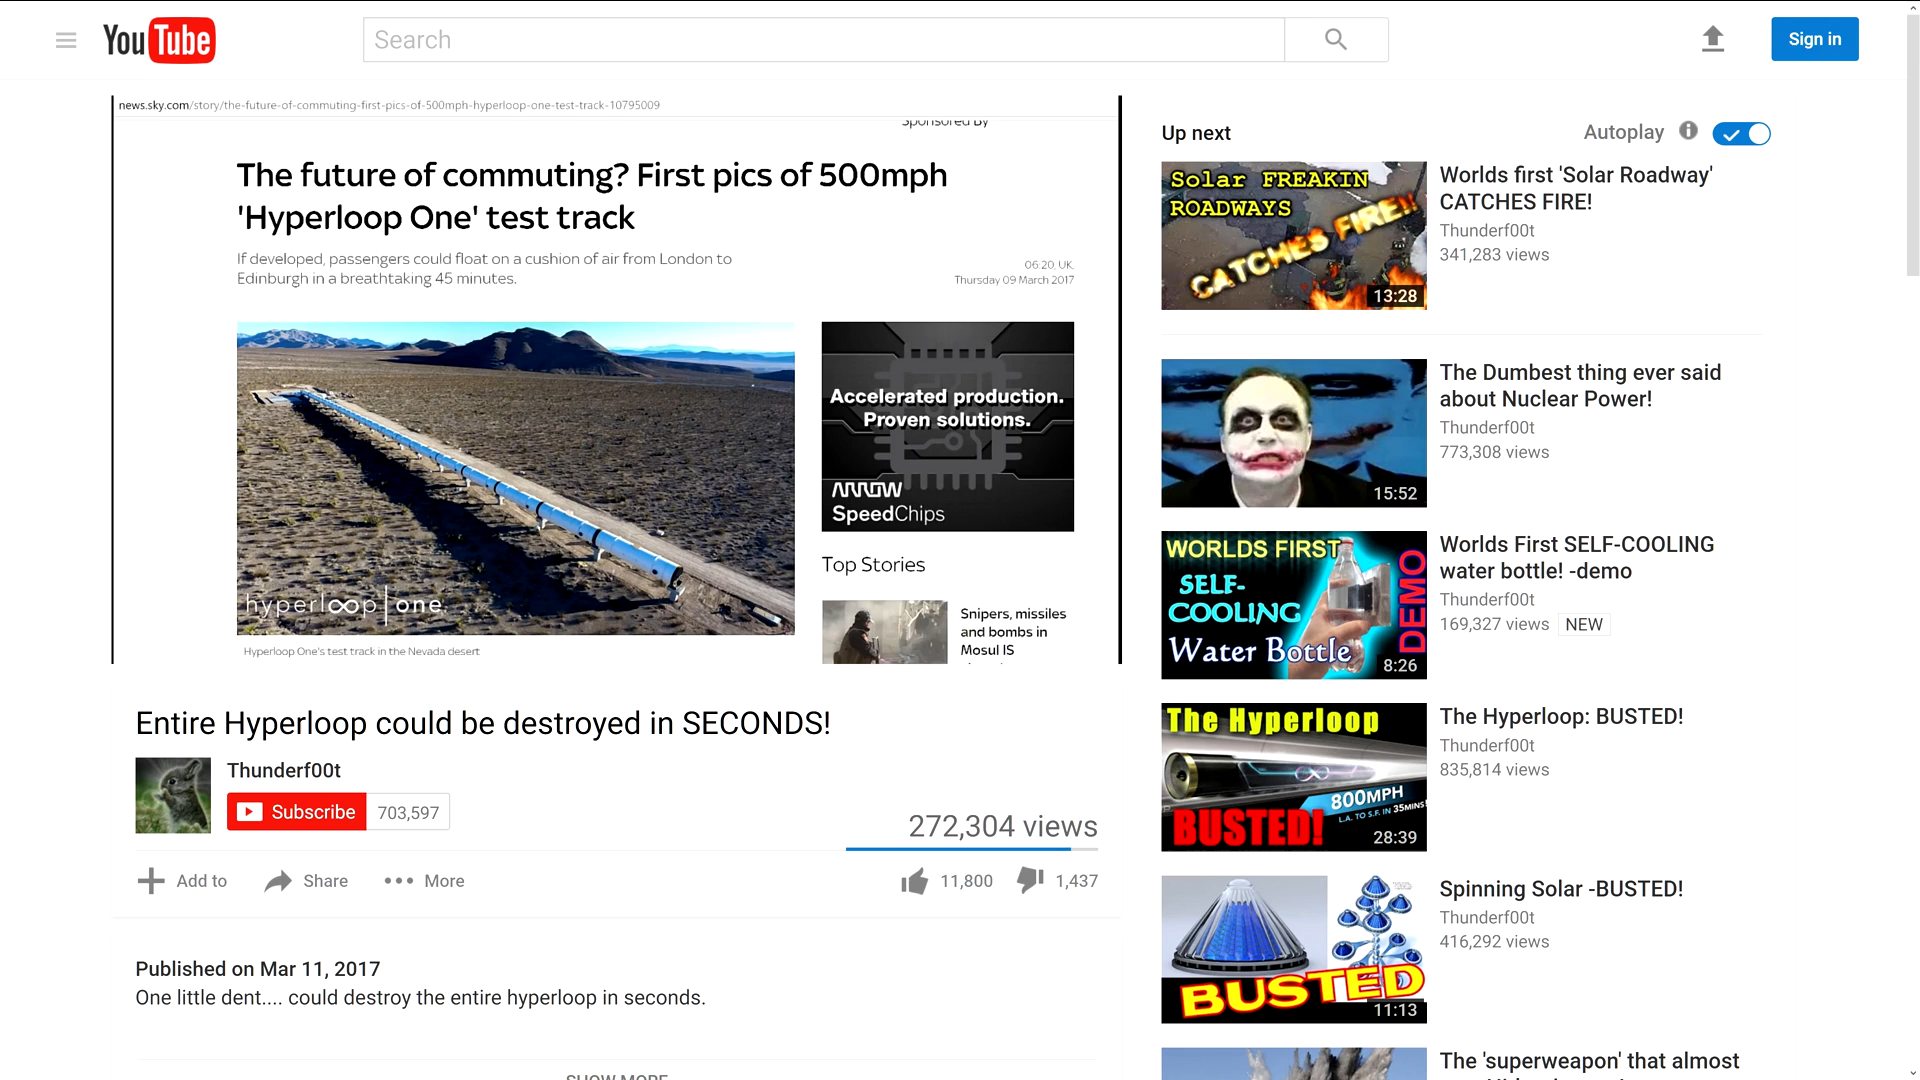 YouTube
Search
Sign in
news.sky.com/story/the-future-of-commuting-first-pics-of-500mph-hyperloop-one-test-track-10795009
Sponsored By
The future of commuting? First pics of 500mph
'Hyperloop One' test track
If developed, passengers could float on a cushion of air from London to
Edinburgh in a breathtaking 45 minutes.
06:20, UK,
Thursday 09 March 2017
hyperloop one
Hyperloop One's test track in the Nevada desert
Accelerated production.
Proven solutions.
ARROW
SpeedChips
Top Stories
Snipers, missiles
and bombs in
Mosul IS
Entire Hyperloop could be destroyed in SECONDS!
Thunderf00t
Subscribe 703,597
272,304 views
Add to Share More
11,800 1,437
Published on Mar 11, 2017
One little dent.... could destroy the entire hyperloop in seconds.
SHOW MORE
Up next
Autoplay
Solar FREAKIN
ROADWAYS
CATCHES FIRE!!
13:28
Worlds first 'Solar Roadway'
CATCHES FIRE!
Thunderf00t
341,283 views
15:52
The Dumbest thing ever said
about Nuclear Power!
Thunderf00t
773,308 views
WORLDS FIRST
SELF-
COOLING
Water Bottle
DEMO
8:26
Worlds First SELF-COOLING
water bottle! -demo
Thunderf00t
169,327 views NEW
The Hyperloop
800MPH
L.A. TO S.F. IN 35MINS!
BUSTED!
28:39
The Hyperloop: BUSTED!
Thunderf00t
835,814 views
BUSTED
11:13
Spinning Solar -BUSTED!
Thunderf00t
416,292 views
The 'superweapon' that almost